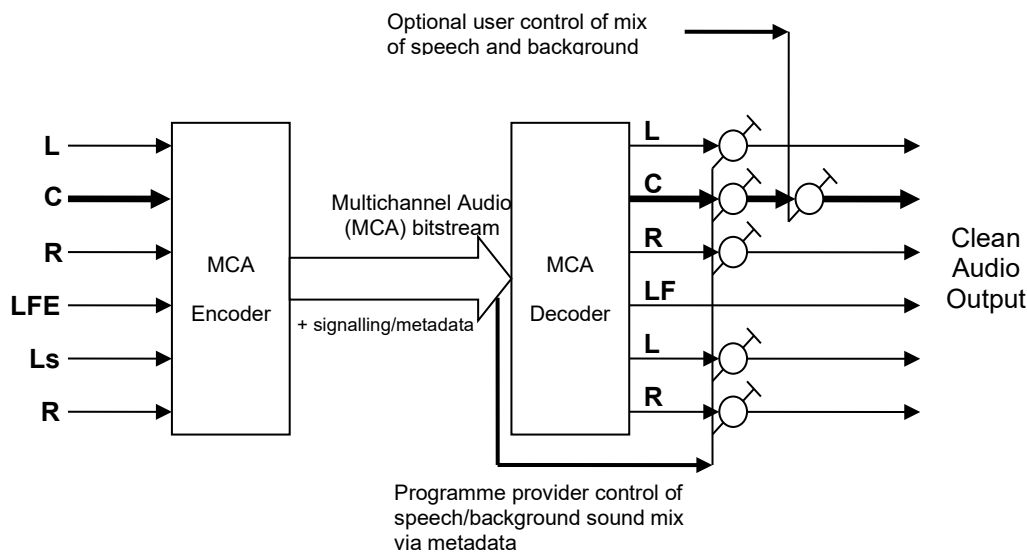 Optional user control of mix
of speech and background
L
C
R
LFE
Ls
R
MCA
Encoder
Multichannel Audio
(MCA) bitstream
+ signalling/metadata
MCA
Decoder
L
C
R
LF
L
R
Clean
Audio
Output
Programme provider control of
speech/background sound mix
via metadata